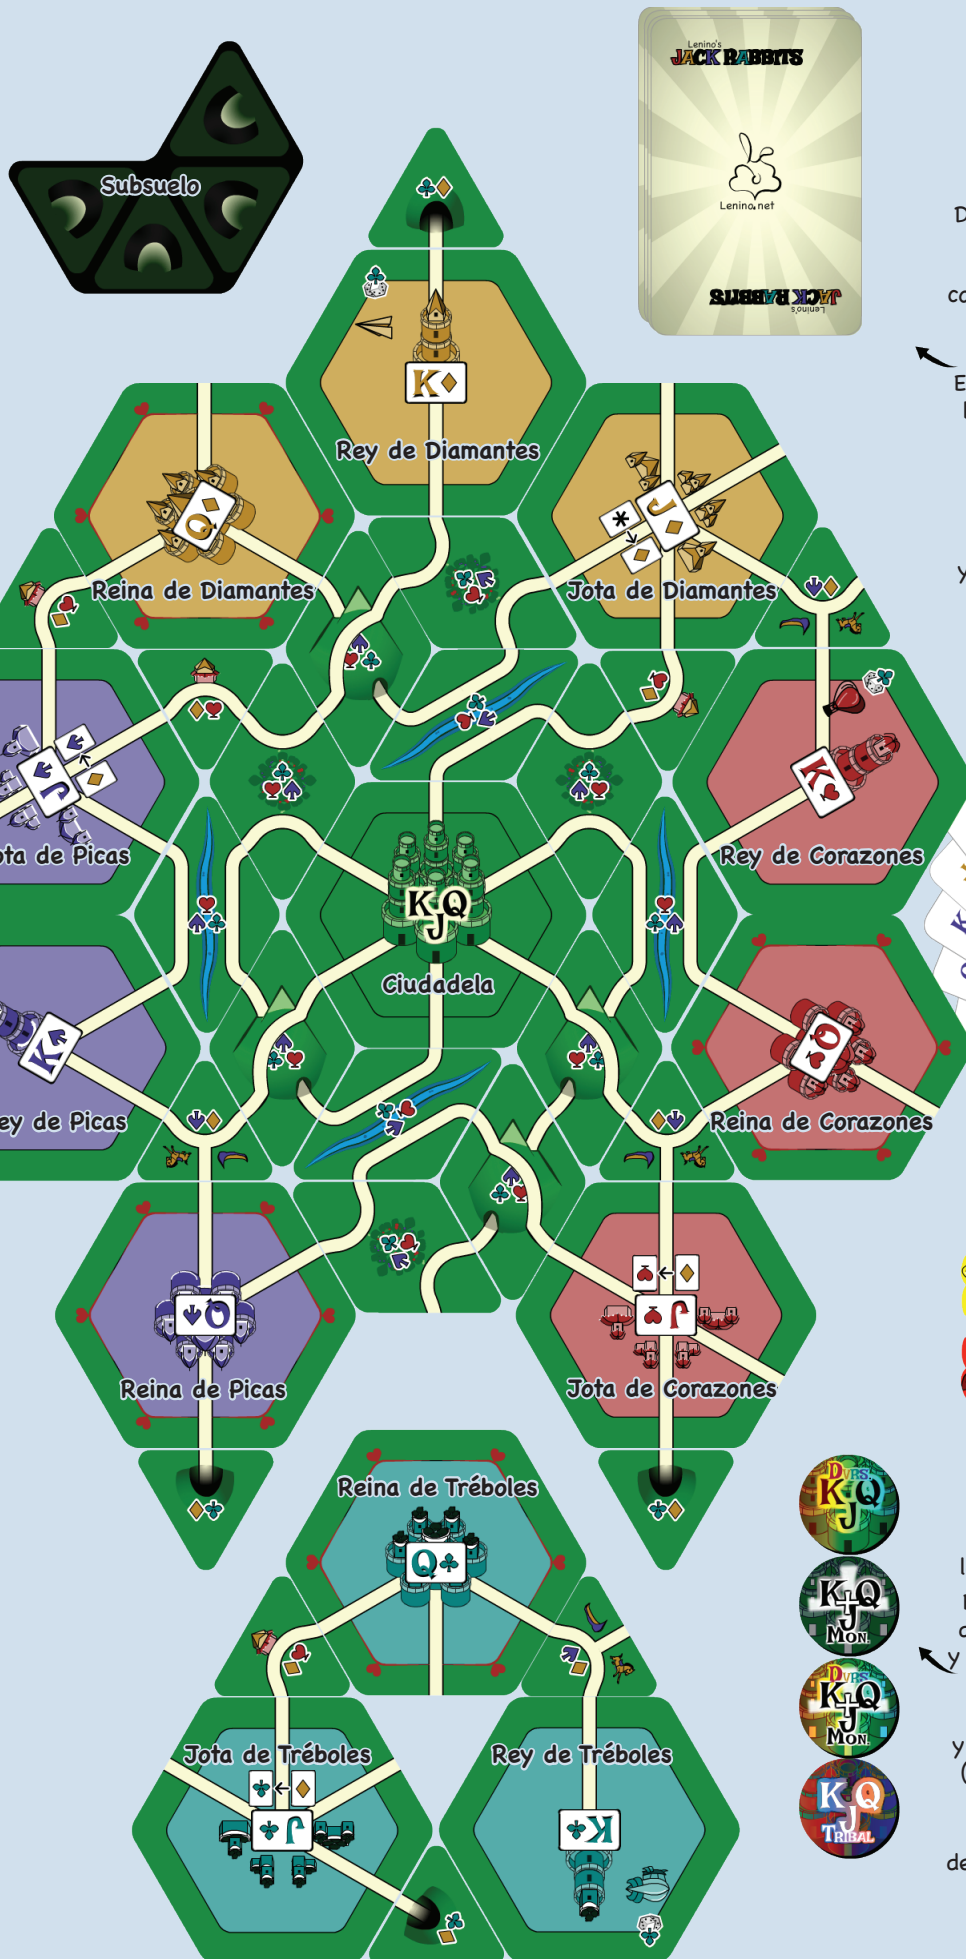 Lenino's
JACK RABBITS
Lenino.net
JACK RABBITS
Lenino's
Subsuelo
K
Rey de Diamantes
Q
Reina de Diamantes
J
*
Jota de Diamantes
J
ota de Picas
K
Rey de Corazones
K Q
J
Ciudadela
K
ey de Picas
Q
Reina de Corazones
Q
Reina de Picas
J
Jota de Corazones
Reina de Tréboles
Q
Jota de Tréboles
J
Rey de Tréboles
K
DVRS.
K Q
J
K Q
J
MON.
DVRS.
K Q
J
MON.
K Q
J
TRIBAL
D
co
E
y
y
y
(
de